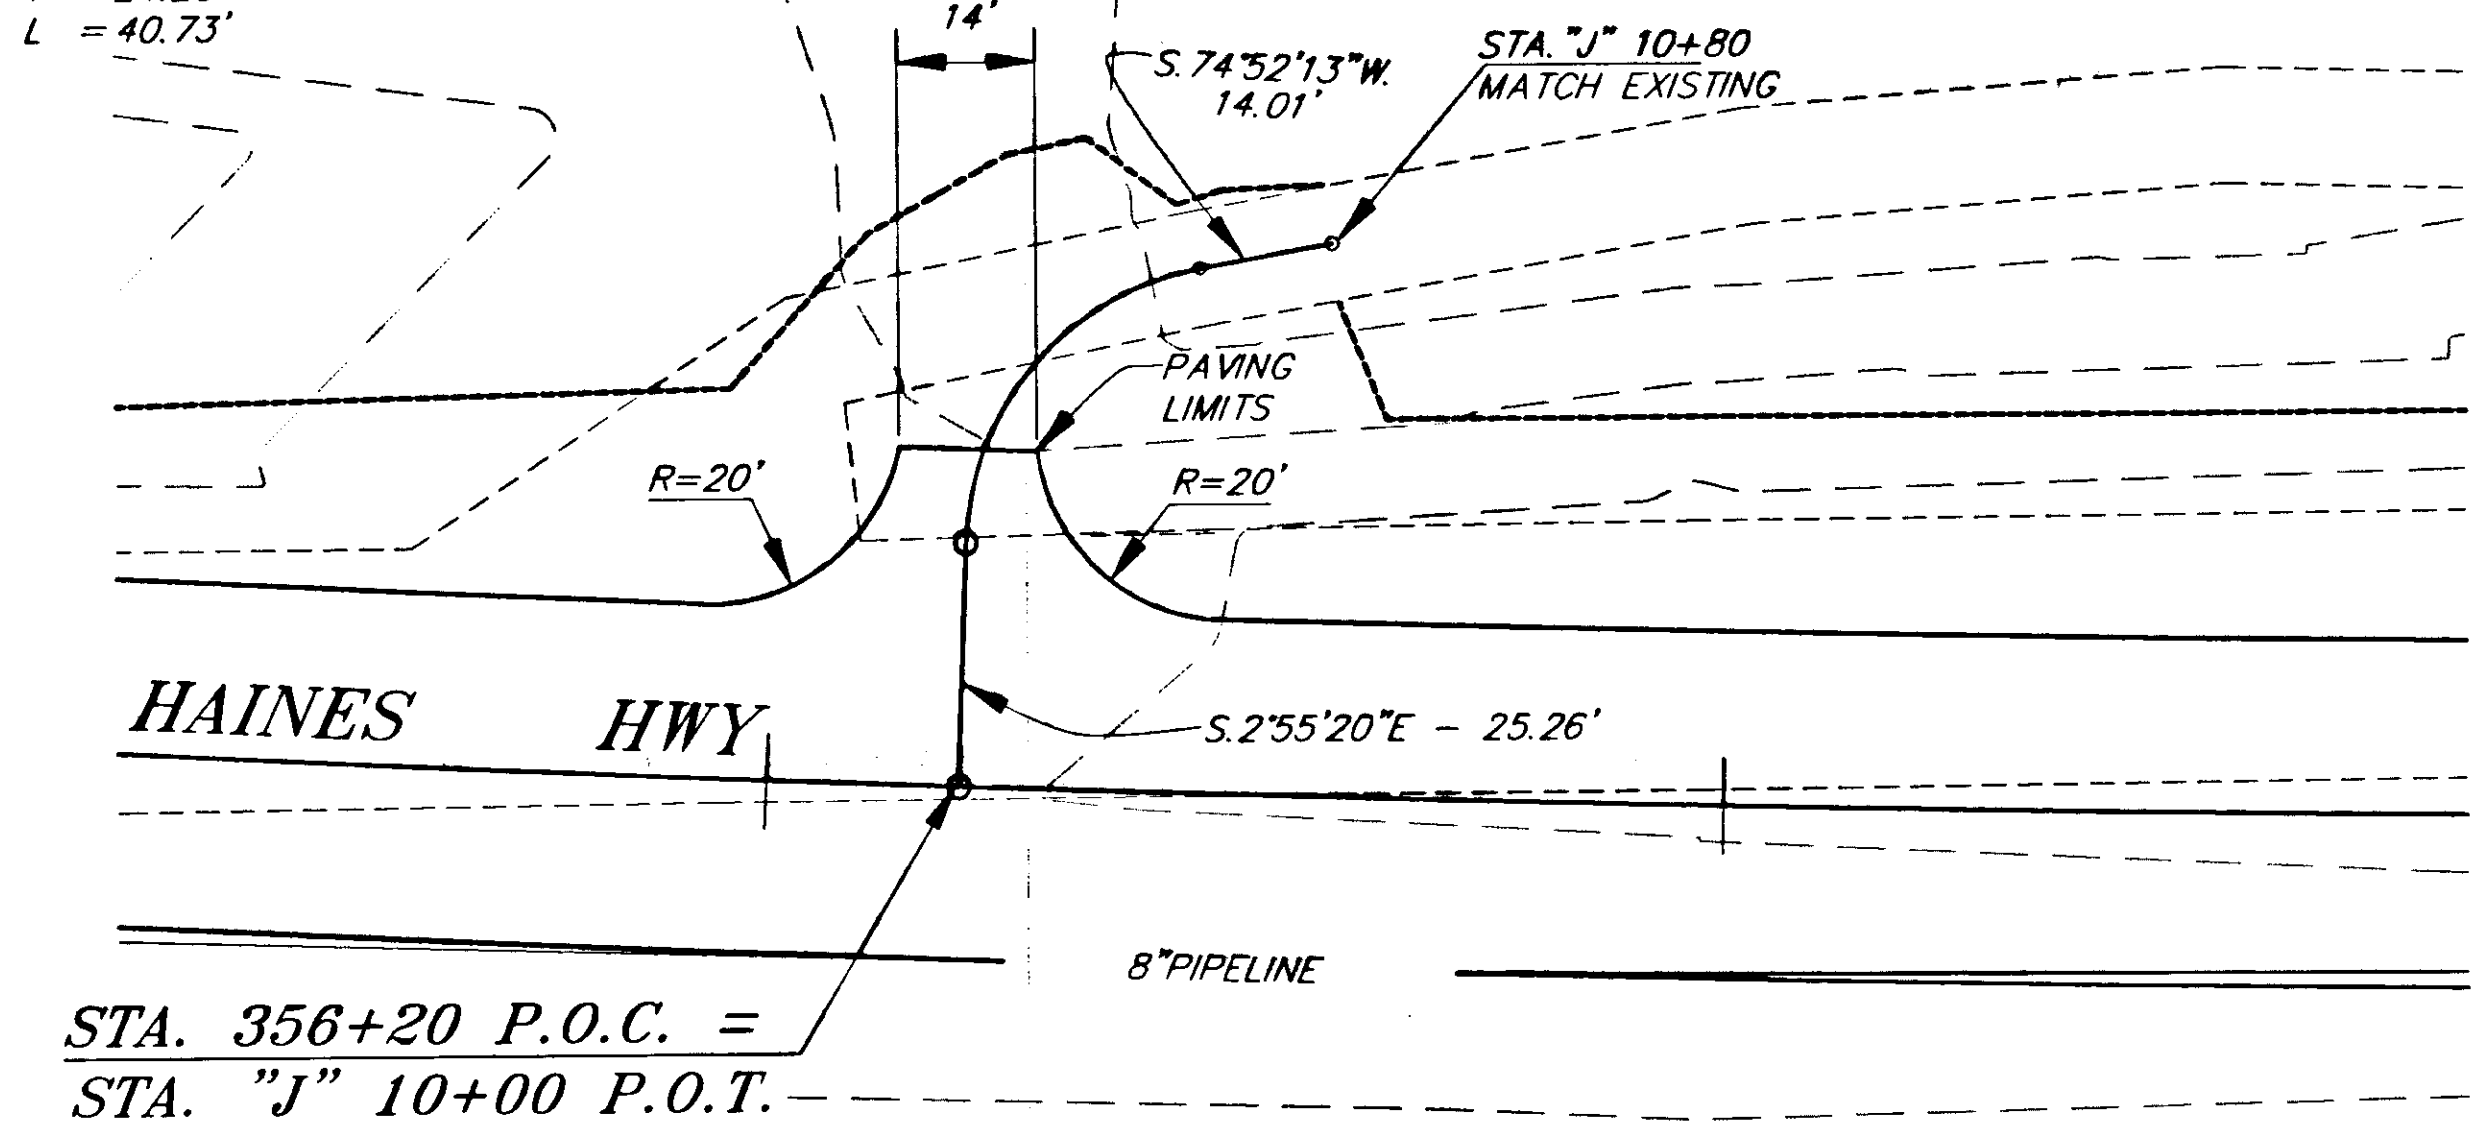 L = 40.73'
14'
S.74°52'13"W.
14.01'
STA. "J" 10+80
MATCH EXISTING
PAVING
LIMITS
R=20'
R=20'
HAINES HWY
S.2°55'20"E - 25.26'
8"PIPELINE
STA. 356+20 P.O.C. =
STA. "J" 10+00 P.O.T.